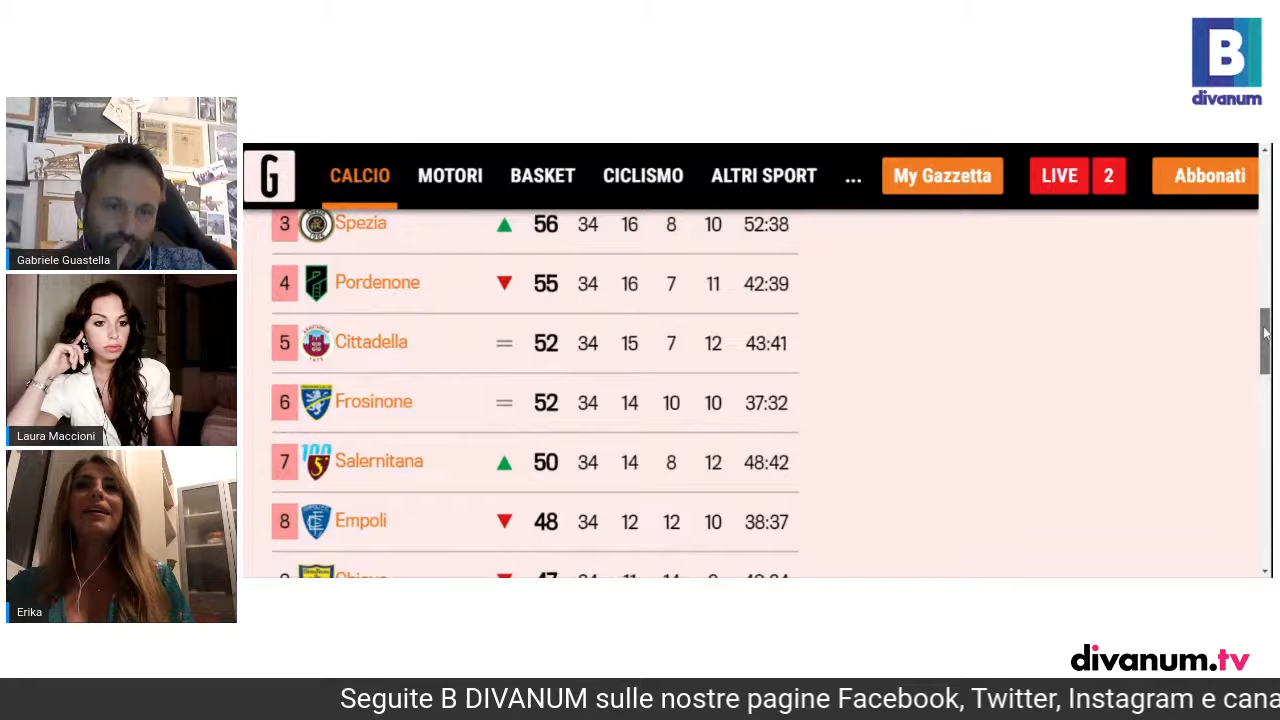 B
divanum
G
CALCIO MOTORI BASKET CICLISMO ALTRI SPORT ... My Gazzetta LIVE 2 Abbonati
3 Spezia 56 34 16 8 10 52:38
4 Pordenone 55 34 16 7 11 42:39
5 Cittadella = 52 34 15 7 12 43:41
6 Frosinone = 52 34 14 10 10 37:32
7 Salernitana 50 34 14 8 12 48:42
8 Empoli 48 34 12 12 10 38:37
Gabriele Guastella
Laura Maccioni
Erika
divanum.tv
Seguite B DIVANUM sulle nostre pagine Facebook, Twitter, Instagram e cana